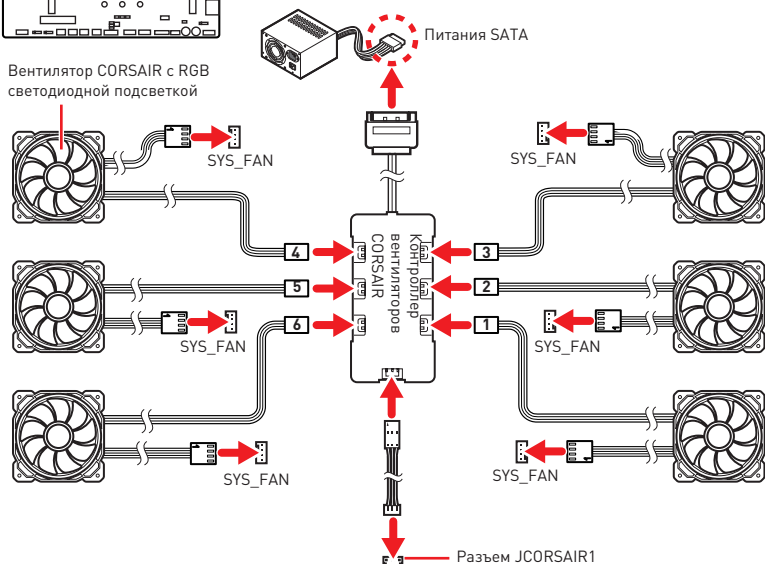 Питания SATA
Вентилятор CORSAIR с RGB
светодиодной подсветкой
SYS_FAN
SYS_FAN
4
3
Контроллер
вентиляторов
CORSAIR
5
2
6
1
SYS_FAN
SYS_FAN
SYS_FAN
SYS_FAN
Разъем JCORSAIR1